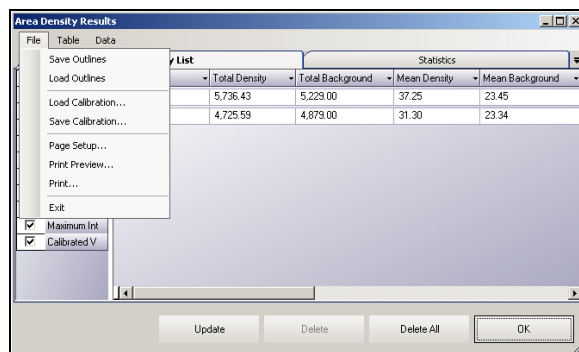 Area Density Results
File Table Data
y List Statistics
Save Outlines
Load Outlines
Load Calibration...
Save Calibration...
Page Setup...
Print Preview...
Print...
Exit
Total Density Total Background Mean Density Mean Background
5,736.43 5,229.00 37.25 23.45
4,725.59 4,879.00 31.30 23.34
Maximum Int
Calibrated V
Update Delete Delete All OK